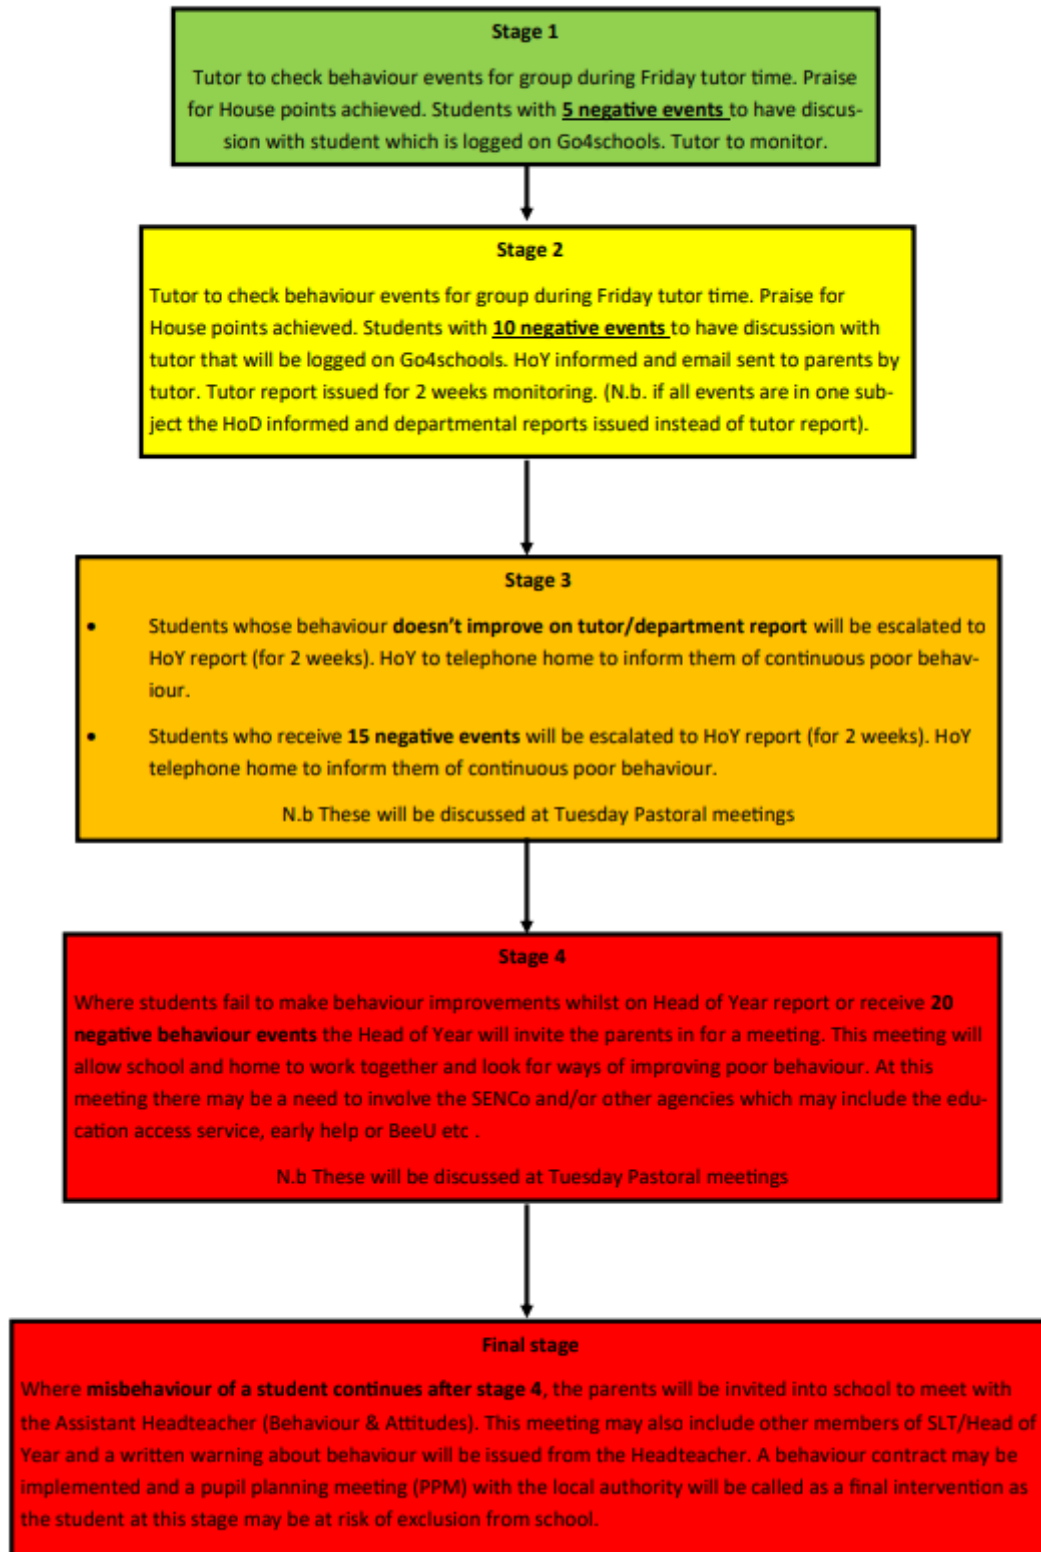 Stage 1
Tutor to check behaviour events for group during Friday tutor time. Praise
for House points achieved. Students with 5 negative events to have discus-
sion with student which is logged on Go4schools. Tutor to monitor.
Stage 2
Tutor to check behaviour events for group during Friday tutor time. Praise for
House points achieved. Students with 10 negative events to have discussion with
tutor that will be logged on Go4schools. HoY informed and email sent to parents by
tutor. Tutor report issued for 2 weeks monitoring. (N.b. if all events are in one sub-
ject the HoD informed and departmental reports issued instead of tutor report).
Stage 3
• Students whose behaviour doesn't improve on tutor/department report will be escalated to
HoY report (for 2 weeks). HoY to telephone home to inform them of continuous poor behav-
iour.
• Students who receive 15 negative events will be escalated to HoY report (for 2 weeks). HoY
telephone home to inform them of continuous poor behaviour.
N.b These will be discussed at Tuesday Pastoral meetings
Stage 4
Where students fail to make behaviour improvements whilst on Head of Year report or receive 20
negative behaviour events the Head of Year will invite the parents in for a meeting. This meeting will
allow school and home to work together and look for ways of improving poor behaviour. At this
meeting there may be a need to involve the SENCo and/or other agencies which may include the edu-
cation access service, early help or BeeU etc .
N.b These will be discussed at Tuesday Pastoral meetings
Final stage
Where misbehaviour of a student continues after stage 4, the parents will be invited into school to meet with
the Assistant Headteacher (Behaviour & Attitudes). This meeting may also include other members of SLT/Head of
Year and a written warning about behaviour will be issued from the Headteacher. A behaviour contract may be
implemented and a pupil planning meeting (PPM) with the local authority will be called as a final intervention as
the student at this stage may be at risk of exclusion from school.